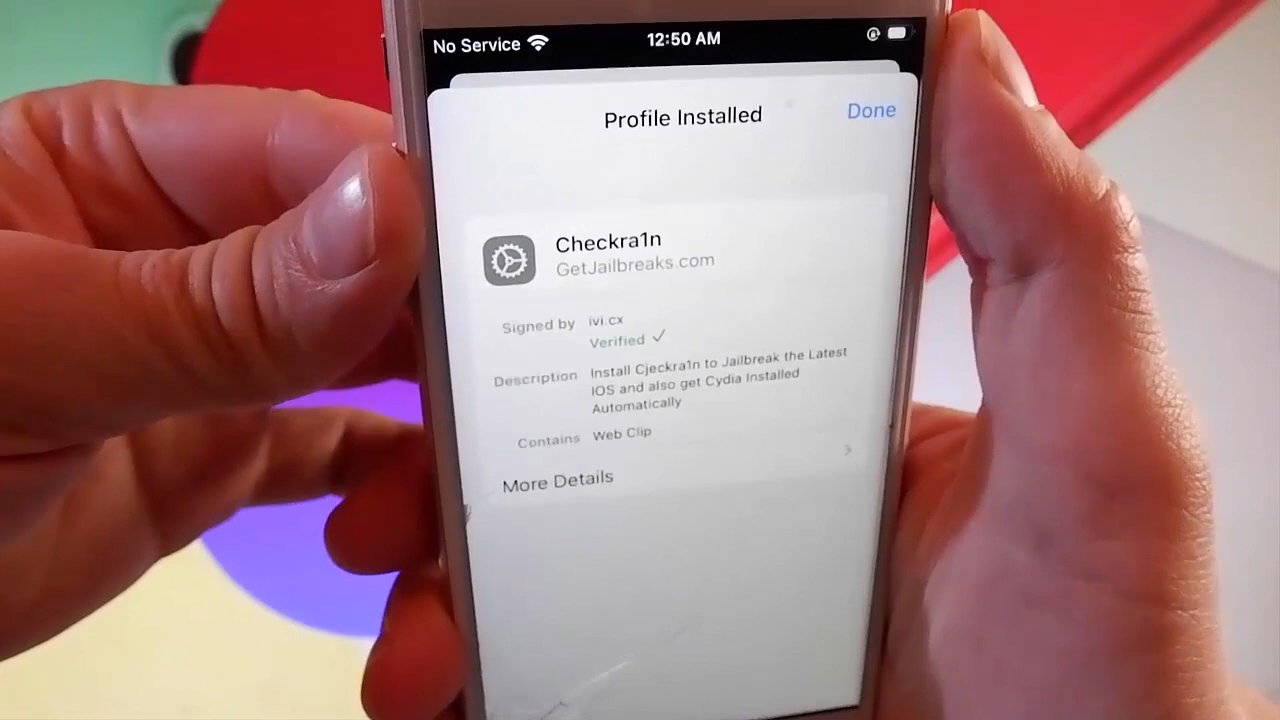 No Service 12:50 AM
Profile Installed Done
Checkra1n
GetJailbreaks.com
Signed by ivi.cx
Verified ✓
Description Install Cjeckra1n to Jailbreak the Latest
IOS and also get Cydia Installed
Automatically
Contains Web Clip
More Details